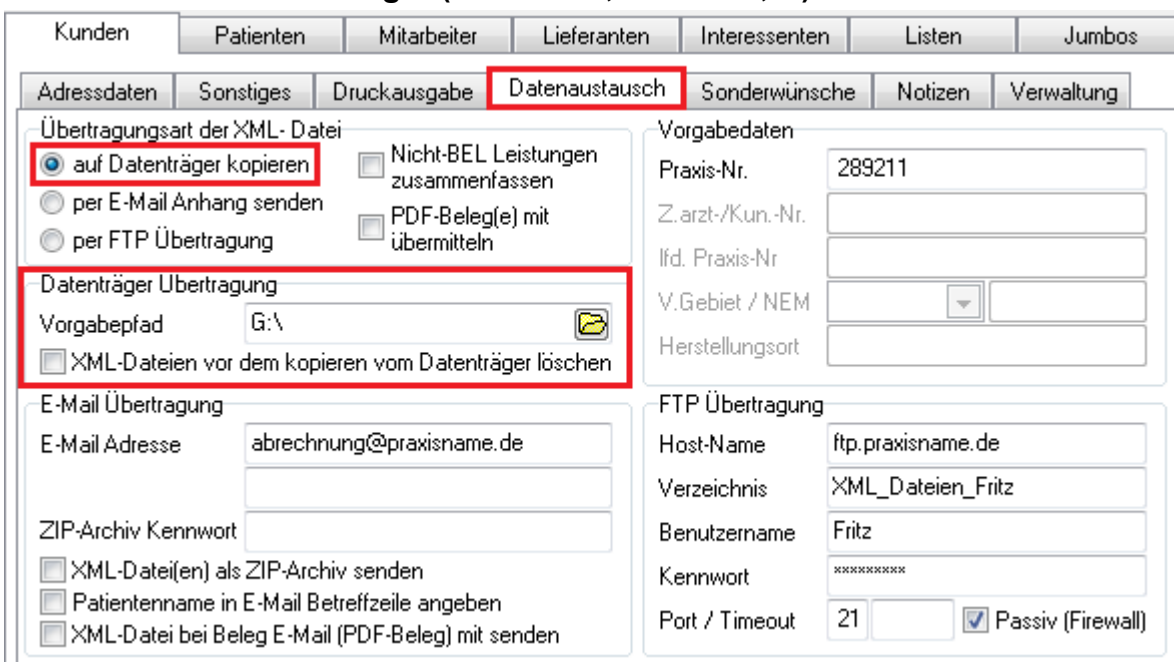 Kunden Patienten Mitarbeiter Lieferanten Interessenten Listen Jumbos
Adressdaten Sonstiges Druckausgabe Datenaustausch Sonderwünsche Notizen Verwaltung
Übertragungsart der XML- Datei
auf Datenträger kopieren
per E-Mail Anhang senden
per FTP Übertragung
Nicht-BEL Leistungen
zusammenfassen
PDF-Beleg(e) mit
übermitteln
Datenträger Übertragung
Vorgabepfad G:\
XML-Dateien vor dem kopieren vom Datenträger löschen
E-Mail Übertragung
E-Mail Adresse abrechnung@praxisname.de
ZIP-Archiv Kennwort
XML-Datei(en) als ZIP-Archiv senden
Patientenname in E-Mail Betreffzeile angeben
XML-Datei bei Beleg E-Mail (PDF-Beleg) mit senden
Vorgabedaten
Praxis-Nr. 289211
Z.arzt-/Kun.-Nr.
lfd. Praxis-Nr
V.Gebiet / NEM
Herstellungsort
FTP Übertragung
Host-Name ftp.praxisname.de
Verzeichnis XML_Dateien_Fritz
Benutzername Fritz
Kennwort *********
Port / Timeout 21 Passiv (Firewall)